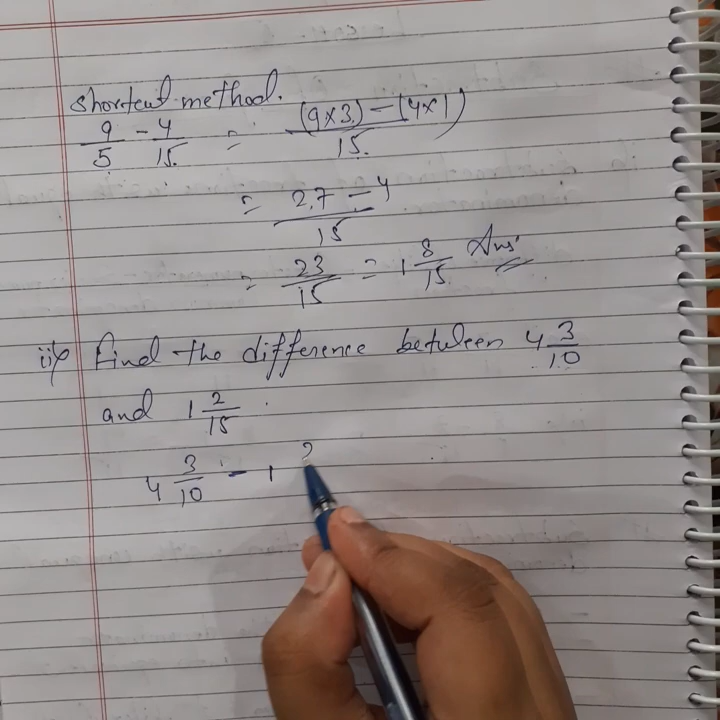 shortcut method.
9/5 - 4/15 = (9×3) - (4×1) / 15
= 27 - 4 / 15
= 23/15 = 1 8/15 Ans
ii) Find the difference between 4 3/10
and 1 2/15.
4 3/10 - 1 2